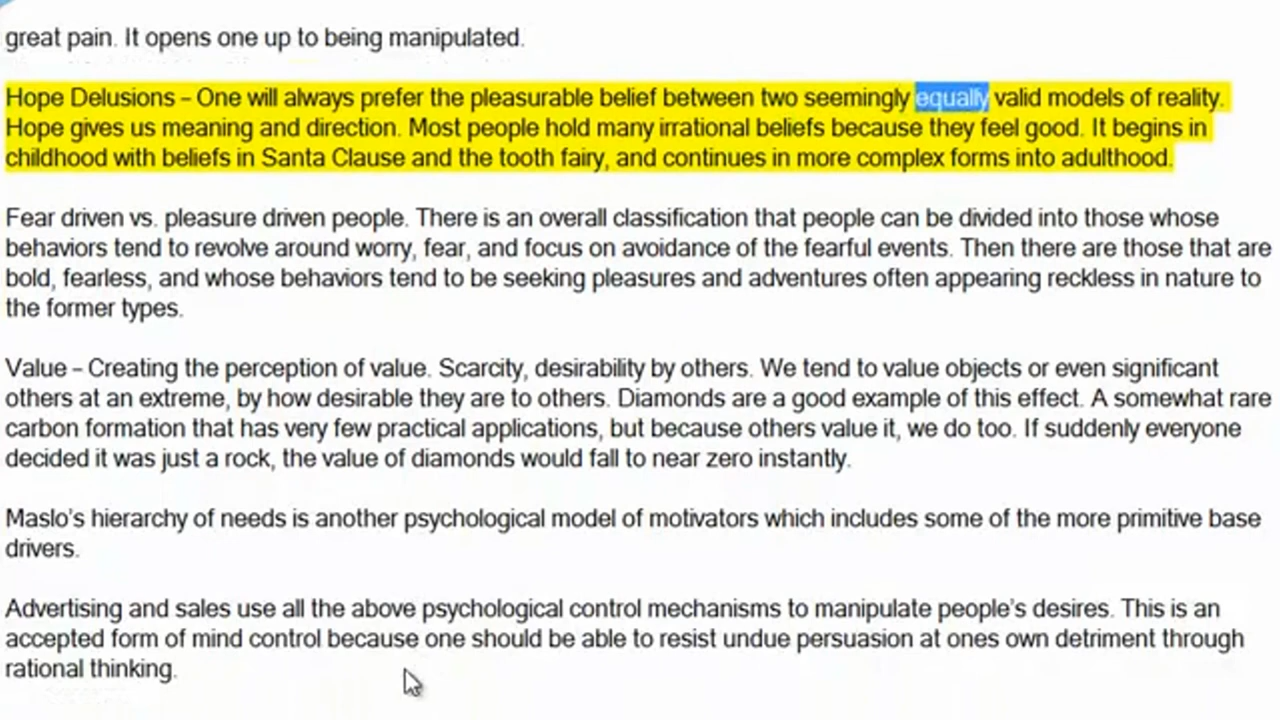 great pain. It opens one up to being manipulated.
Hope Delusions – One will always prefer the pleasurable belief between two seemingly equally valid models of reality.
Hope gives us meaning and direction. Most people hold many irrational beliefs because they feel good. It begins in
childhood with beliefs in Santa Clause and the tooth fairy, and continues in more complex forms into adulthood.
Fear driven vs. pleasure driven people. There is an overall classification that people can be divided into those whose
behaviors tend to revolve around worry, fear, and focus on avoidance of the fearful events. Then there are those that are
bold, fearless, and whose behaviors tend to be seeking pleasures and adventures often appearing reckless in nature to
the former types.
Value – Creating the perception of value. Scarcity, desirability by others. We tend to value objects or even significant
others at an extreme, by how desirable they are to others. Diamonds are a good example of this effect. A somewhat rare
carbon formation that has very few practical applications, but because others value it, we do too. If suddenly everyone
decided it was just a rock, the value of diamonds would fall to near zero instantly.
Maslo's hierarchy of needs is another psychological model of motivators which includes some of the more primitive base
drivers.
Advertising and sales use all the above psychological control mechanisms to manipulate people's desires. This is an
accepted form of mind control because one should be able to resist undue persuasion at ones own detriment through
rational thinking.